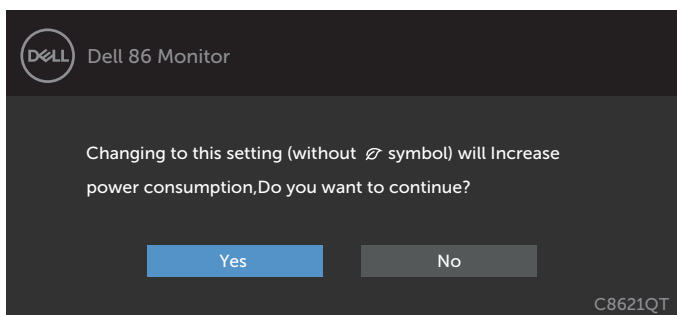 DELL Dell 86 Monitor
Changing to this setting (without symbol) will Increase
power consumption,Do you want to continue?
Yes No
C8621QT